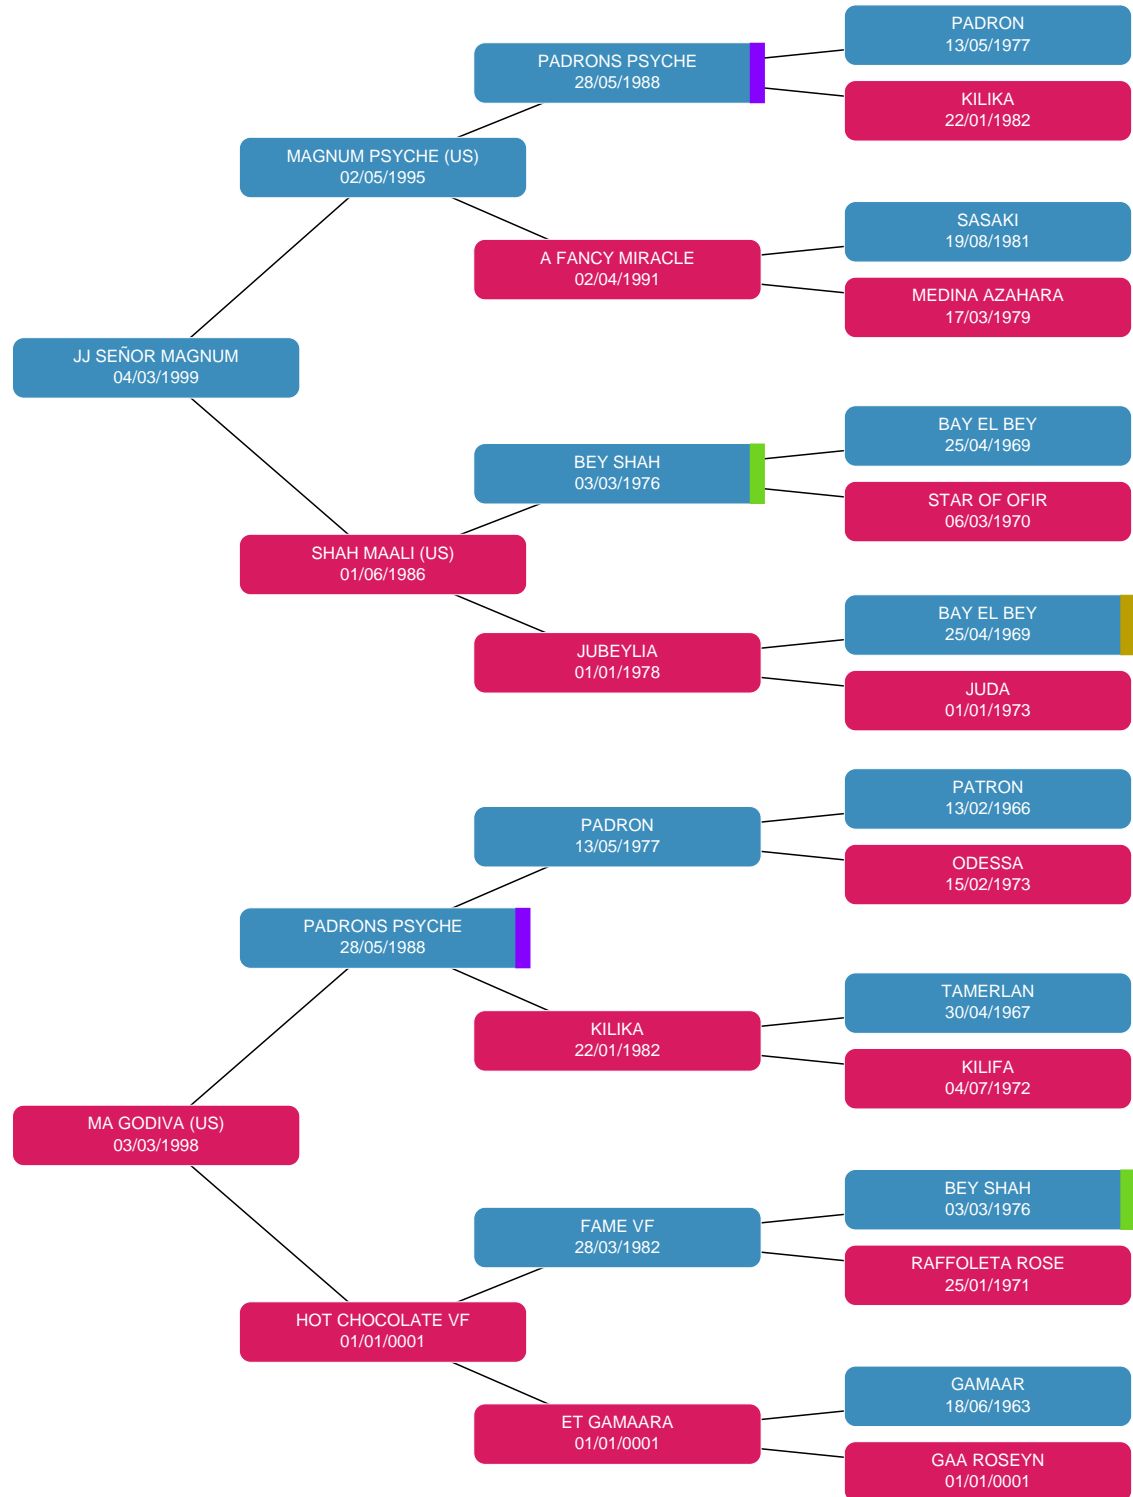 PADRON
13/05/1977
PADRONS PSYCHE
28/05/1988
KILIKA
22/01/1982
MAGNUM PSYCHE (US)
02/05/1995
SASAKI
19/08/1981
A FANCY MIRACLE
02/04/1991
MEDINA AZAHARA
17/03/1979
JJ SEÑOR MAGNUM
04/03/1999
BAY EL BEY
25/04/1969
BEY SHAH
03/03/1976
STAR OF OFIR
06/03/1970
SHAH MAALI (US)
01/06/1986
BAY EL BEY
25/04/1969
JUBEYLIA
01/01/1978
JUDA
01/01/1973
PATRON
13/02/1966
PADRON
13/05/1977
ODESSA
15/02/1973
PADRONS PSYCHE
28/05/1988
TAMERLAN
30/04/1967
KILIKA
22/01/1982
KILIFA
04/07/1972
MA GODIVA (US)
03/03/1998
BEY SHAH
03/03/1976
FAME VF
28/03/1982
RAFFOLETA ROSE
25/01/1971
HOT CHOCOLATE VF
01/01/0001
GAMAAR
18/06/1963
ET GAMAARA
01/01/0001
GAA ROSEYN
01/01/0001